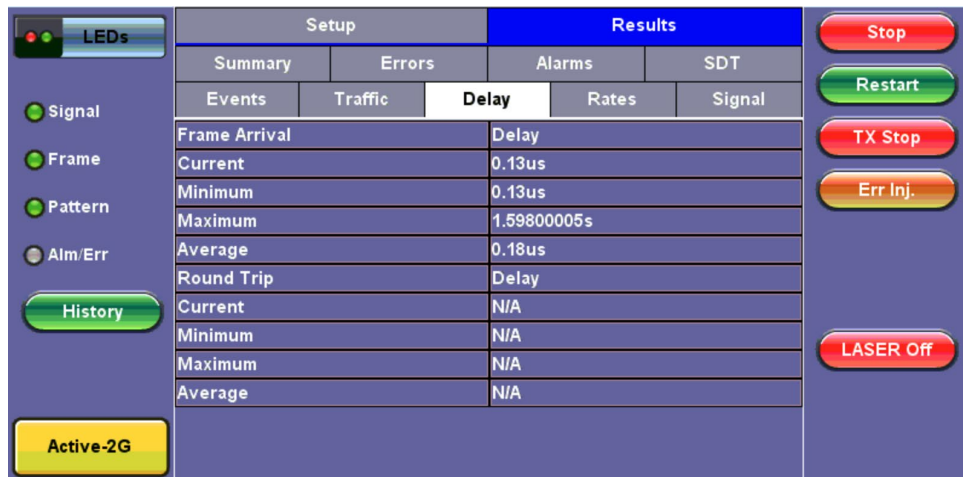 LEDs
Setup
Results
Stop
Summary
Errors
Alarms
SDT
Restart
Events
Traffic
Delay
Rates
Signal
Signal
Frame Arrival
Delay
TX Stop
Frame
Current
0.13us
Minimum
0.13us
Err Inj.
Pattern
Maximum
1.59800005s
Alm/Err
Average
0.18us
Round Trip
Delay
History
Current
N/A
Minimum
N/A
LASER Off
Maximum
N/A
Average
N/A
Active-2G